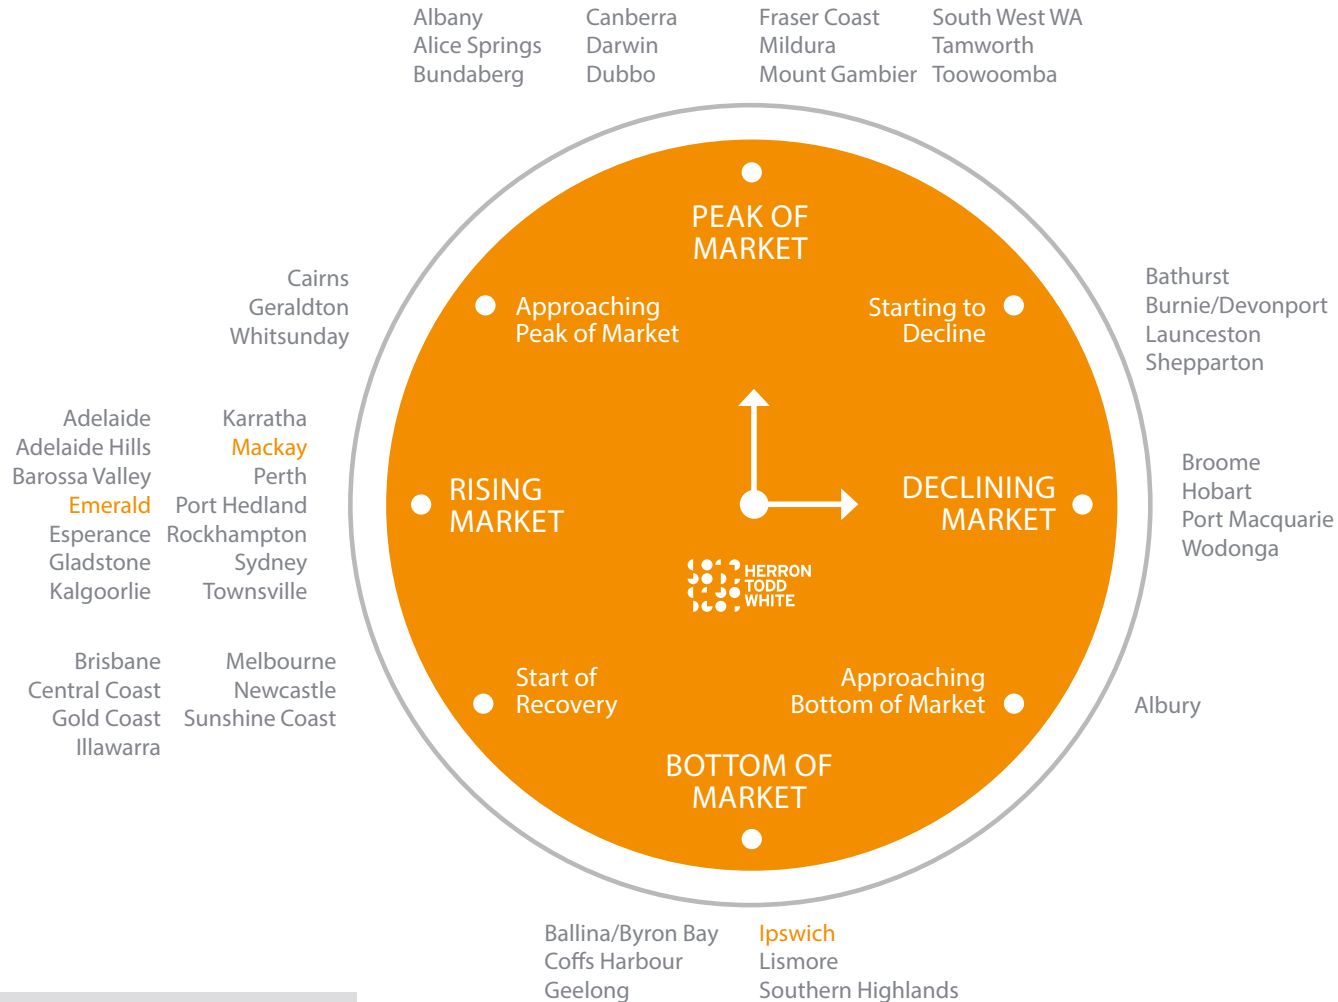 Albany
Alice Springs
Bundaberg
Canberra
Darwin
Dubbo
Fraser Coast
Mildura
Mount Gambier
South West WA
Tamworth
Toowoomba
PEAK OF
MARKET
Cairns
Geraldton
Whitsunday
Approaching
Peak of Market
Starting to
Decline
Bathurst
Burnie/Devonport
Launceston
Shepparton
Adelaide
Adelaide Hills
Barossa Valley
Emerald
Esperance
Gladstone
Kalgoorlie
Karratha
Mackay
Perth
Port Hedland
Rockhampton
Sydney
Townsville
RISING
MARKET
DECLINING
MARKET
Broome
Hobart
Port Macquarie
Wodonga
HERRON
TODD
WHITE
Brisbane
Central Coast
Gold Coast
Illawarra
Melbourne
Newcastle
Sunshine Coast
Start of
Recovery
Approaching
Bottom of Market
Albury
BOTTOM OF
MARKET
Ballina/Byron Bay
Coffs Harbour
Geelong
Ipswich
Lismore
Southern Highlands